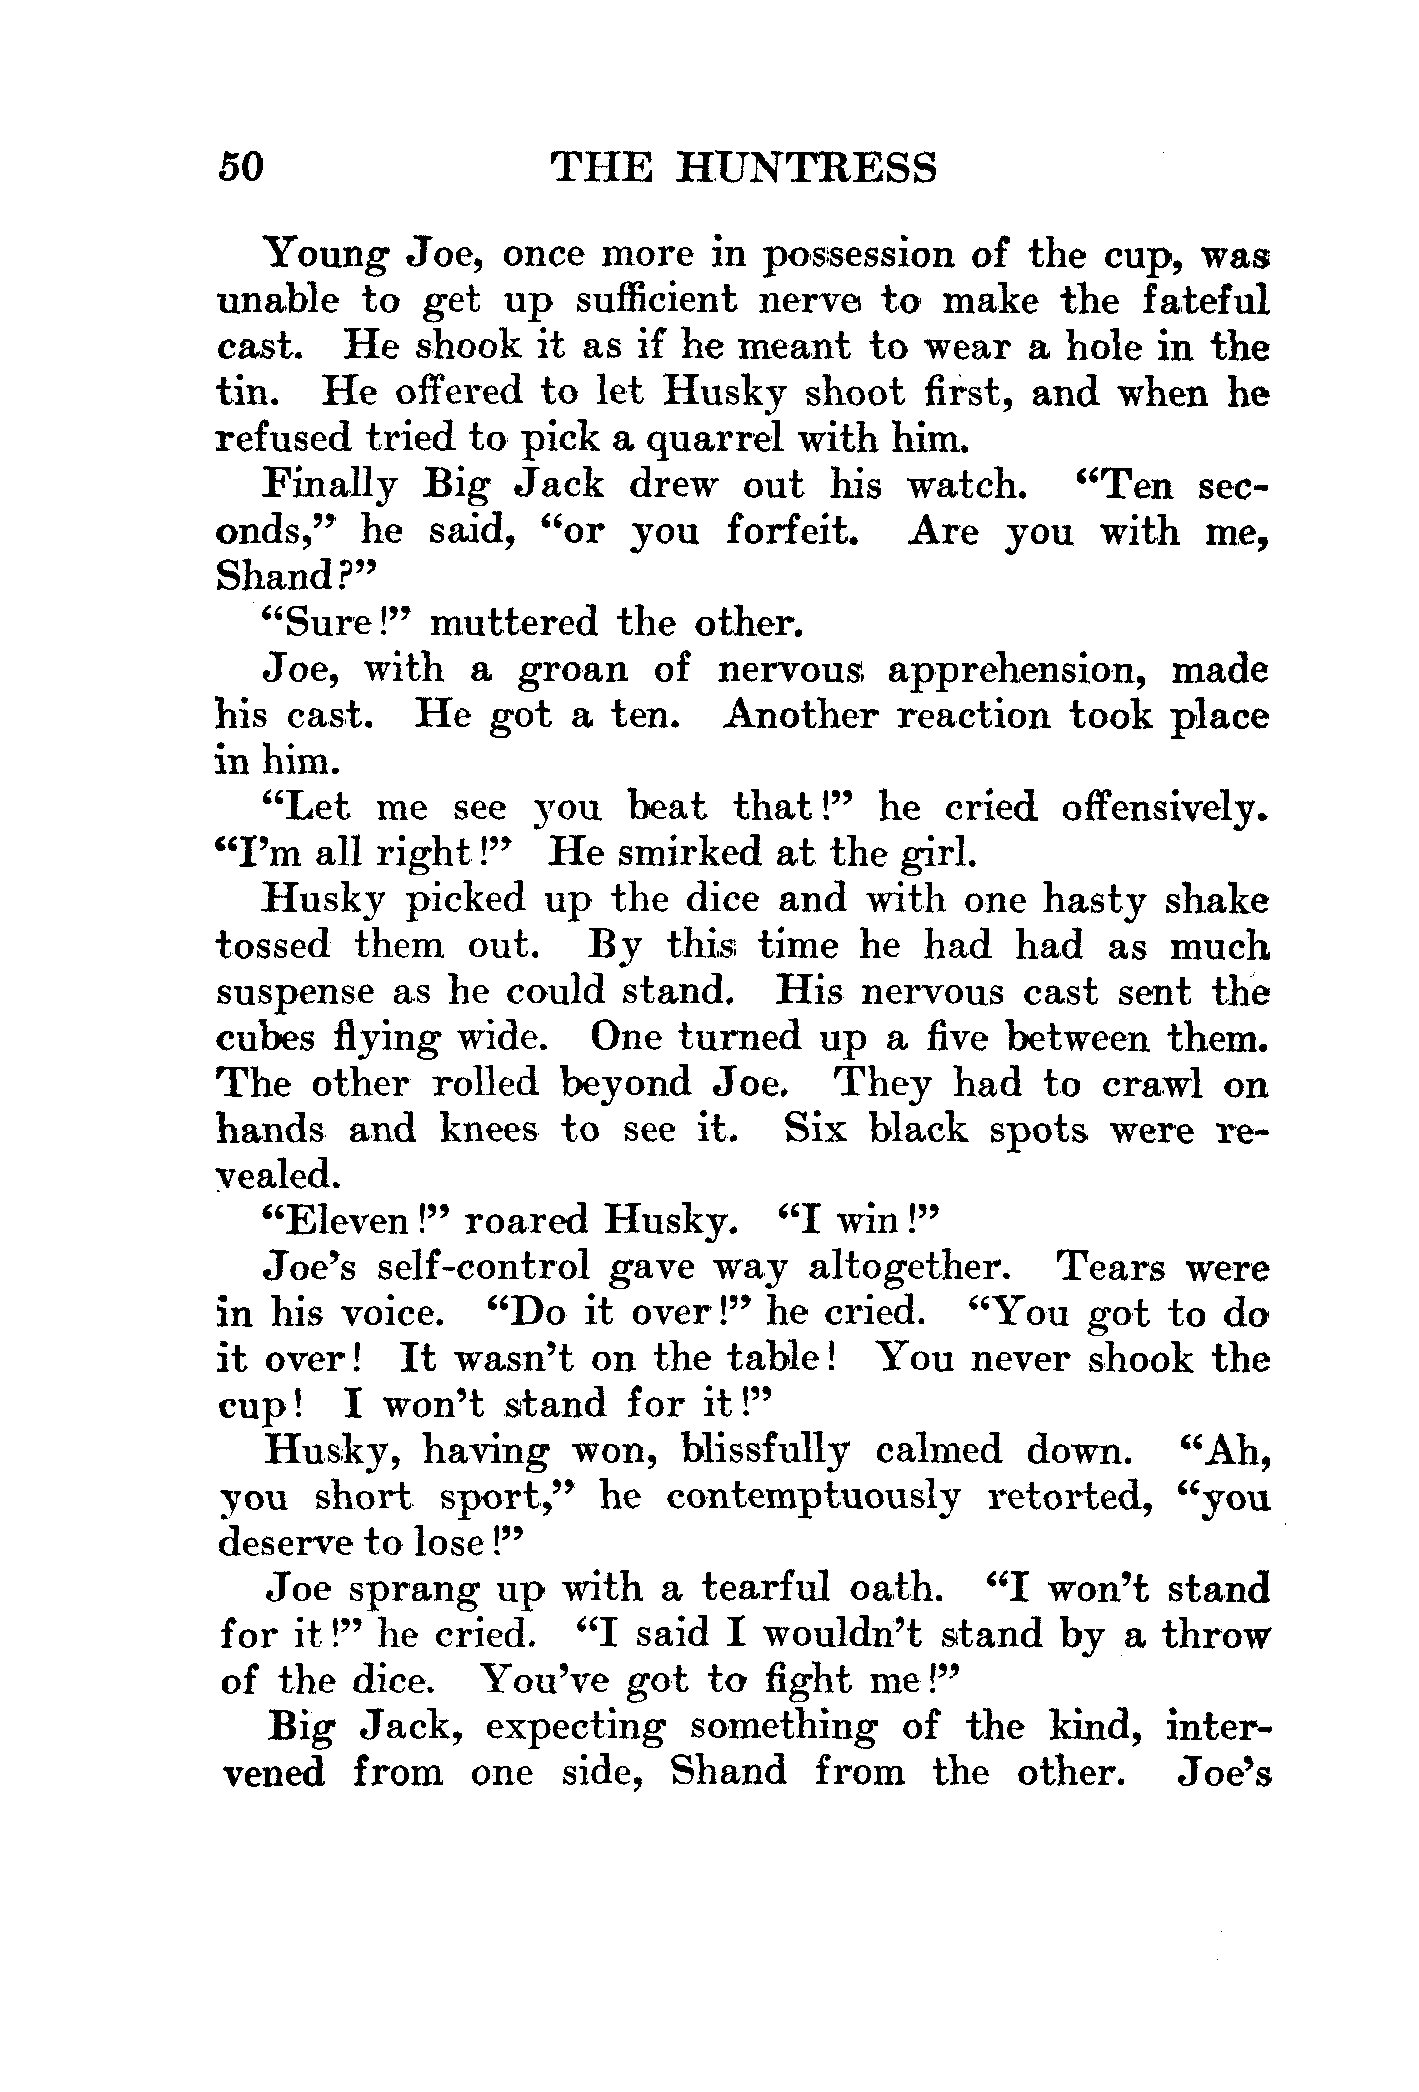 50 THE HUNTRESS
Young Joe, once more in possession of the cup, was
unable to get up sufficient nerve to make the fateful
cast. He shook it as if he meant to wear a hole in the
tin. He offered to let Husky shoot first, and when he
refused tried to pick a quarrel with him.
Finally Big Jack drew out his watch. “Ten sec-
onds,” he said, “or you forfeit. Are you with me,
Shand?”
“Sure!” muttered the other.
Joe, with a groan of nervous apprehension, made
his cast. He got a ten. Another reaction took place
in him.
“Let me see you beat that!” he cried offensively.
“I’m all right!” He smirked at the girl.
Husky picked up the dice and with one hasty shake
tossed them out. By this time he had had as much
suspense as he could stand. His nervous cast sent the
cubes flying wide. One turned up a five between them.
The other rolled beyond Joe. They had to crawl on
hands and knees to see it. Six black spots were re-
vealed.
“Eleven!” roared Husky. “I win!”
Joe’s self-control gave way altogether. Tears were
in his voice. “Do it over!” he cried. “You got to do
it over! It wasn’t on the table! You never shook the
cup! I won’t stand for it!”
Husky, having won, blissfully calmed down. “Ah,
you short sport,” he contemptuously retorted, “you
deserve to lose!”
Joe sprang up with a tearful oath. “I won’t stand
for it!” he cried. “I said I wouldn’t stand by a throw
of the dice. You’ve got to fight me!”
Big Jack, expecting something of the kind, inter-
vened from one side, Shand from the other. Joe’s